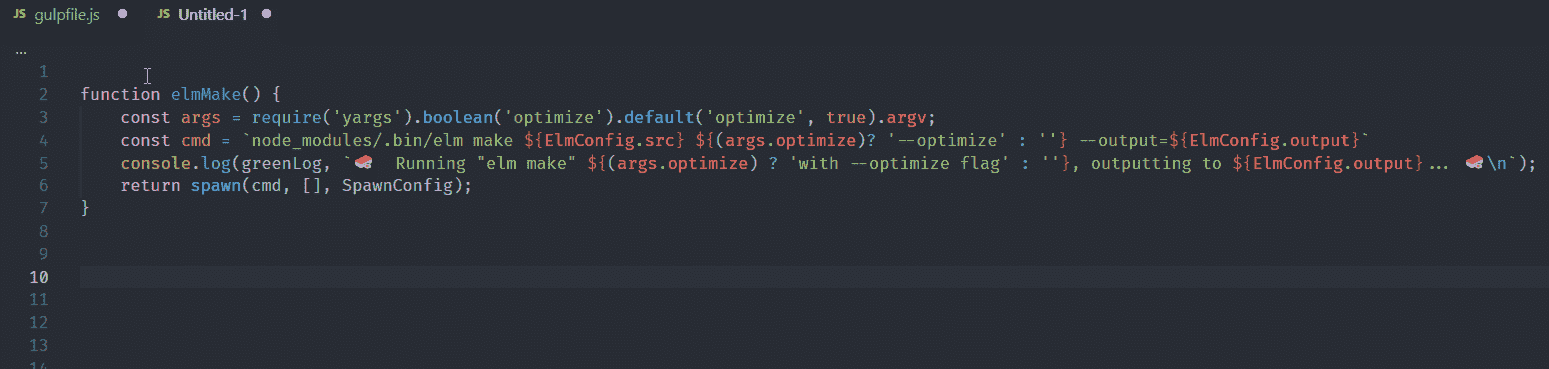 JS gulpfile.js ● JS Untitled-1 ●
...
1
2 function elmMake() {
3     const args = require('yargs').boolean('optimize').default('optimize', true).argv;
4     const cmd = `node_modules/.bin/elm make ${ElmConfig.src} ${(args.optimize)? '--optimize' : ''} --output=${ElmConfig.output}`
5     console.log(greenLog, `🧼  Running "elm make" ${(args.optimize) ? 'with --optimize flag' : ''}, outputting to ${ElmConfig.output}... 🧼\n`);
6     return spawn(cmd, [], SpawnConfig);
7 }
8
9
10
11
12
13
14